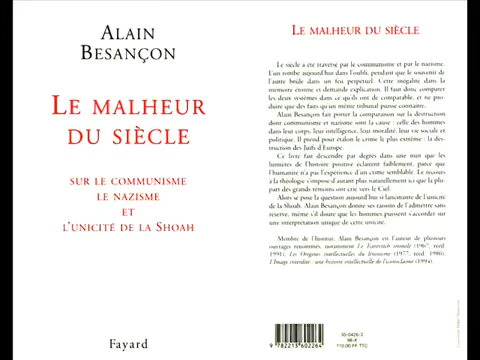 ALAIN
BESANÇON
LE MALHEUR
DU SIÈCLE
SUR LE COMMUNISME
LE NAZISME
ET
L'UNICITÉ DE LA SHOAH
Fayard
LE MALHEUR DU SIÈCLE
Le siècle a été traversé par le communisme et par le nazisme.
L'un tombe aujourd'hui dans l'oubli, pendant que le souvenir de
l'autre brûle dans un feu perpétuel. Cette inégalité dans la
mémoire étonne et demande explication. Il faut donc comparer
les deux systèmes dans ce qu'ils ont de comparable, et ne pro-
duire que des faits qu'un même tribunal puisse connaître.
Alain Besançon fait porter la comparaison sur la destruction
dont communisme et nazisme sont la cause : celle des hommes
dans leur corps, leur intelligence, leur moralité, leur vie sociale et
politique. Il prend pour étalon le crime le plus extrême : la des-
truction des Juifs d'Europe.
Ce livre fait descendre par degrés dans une nuit que les
lumières de l'histoire positive éclairent faiblement, parce que
l'humanité n'a pas l'expérience d'un crime semblable. Le recours
à la théologie s'impose d'autant plus naturellement ici que la plu-
part des grands témoins ont crié vers le Ciel.
Alors se pose la question aujourd'hui si lancinante de l'unicité
de la Shoah. Alain Besançon donne ses raisons de l'admettre sans
réserve, même s'il doute que les hommes puissent s'accorder sur
une interprétation unique de cette unicité.
Membre de l'Institut, Alain Besançon est l'auteur de plusieurs
ouvrages renommés, notamment Le Tsarévitch immolé (1967, rééd.
1991), Les Origines intellectuelles du léninisme (1977, rééd. 1986),
L'Image interdite : une histoire intellectuelle de l'iconoclasme (1994).
35-0426-3
98-X
110,00 FF TTC
9 782213 602264